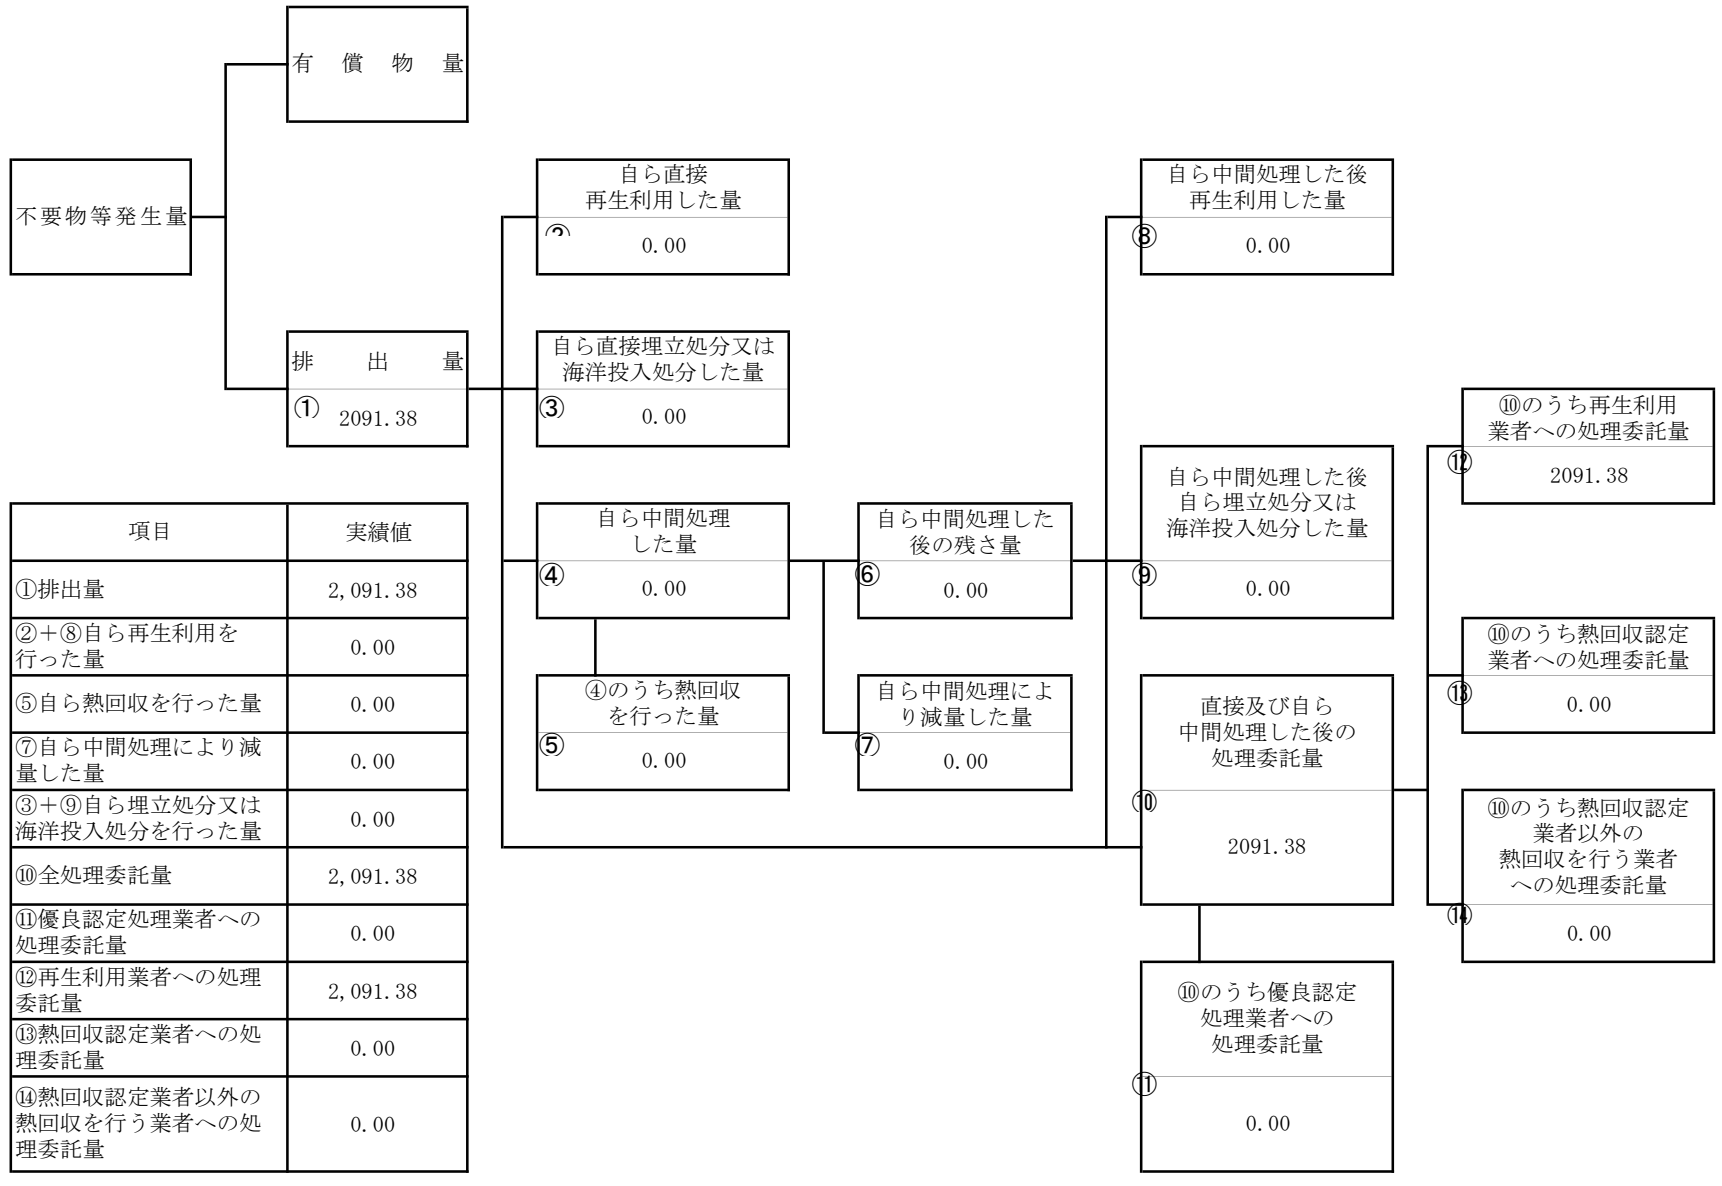 有償物量
不要物等発生量
排出量
①
2091.38
自ら直接
再生利用した量
②
0.00
自ら直接埋立処分又は
海洋投入処分した量
③
0.00
自ら中間処理
した量
④
0.00
④のうち熱回収
を行った量
⑤
0.00
自ら中間処理した
後の残さ量
⑥
0.00
自ら中間処理によ
り減量した量
⑦
0.00
自ら中間処理した後
再生利用した量
⑧
0.00
自ら中間処理した後
自ら埋立処分又は
海洋投入処分した量
⑨
0.00
直接及び自ら
中間処理した後の
処理委託量
⑩
2091.38
⑩のうち優良認定
処理業者への
処理委託量
⑪
0.00
⑩のうち再生利用
業者への処理委託量
⑫
2091.38
⑩のうち熱回収認定
業者への処理委託量
⑬
0.00
⑩のうち熱回収認定
業者以外の
熱回収を行う業者
への処理委託量
⑭
0.00
項目 実績値
①排出量 2,091.38
②＋⑧自ら再生利用を
行った量 0.00
⑤自ら熱回収を行った量 0.00
⑦自ら中間処理により減
量した量 0.00
③＋⑨自ら埋立処分又は
海洋投入処分を行った量 0.00
⑩全処理委託量 2,091.38
⑪優良認定処理業者への
処理委託量 0.00
⑫再生利用業者への処理
委託量 2,091.38
⑬熱回収認定業者への処
理委託量 0.00
⑭熱回収認定業者以外の
熱回収を行う業者への処
理委託量 0.00